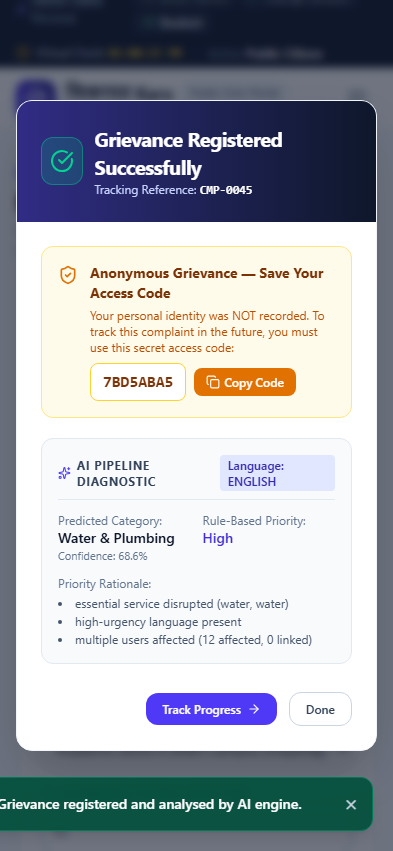 Grievance Registered
Successfully
Tracking Reference: CMP-0045
Anonymous Grievance — Save Your
Access Code
Your personal identity was NOT recorded. To
track this complaint in the future, you must
use this secret access code:
7BD5ABA5
Copy Code
AI PIPELINE
DIAGNOSTIC
Language:
ENGLISH
Predicted Category:
Water & Plumbing
Confidence: 68.6%
Rule-Based Priority:
High
Priority Rationale:
• essential service disrupted (water, water)
• high-urgency language present
• multiple users affected (12 affected, 0 linked)
Track Progress →
Done
Grievance registered and analysed by AI engine.